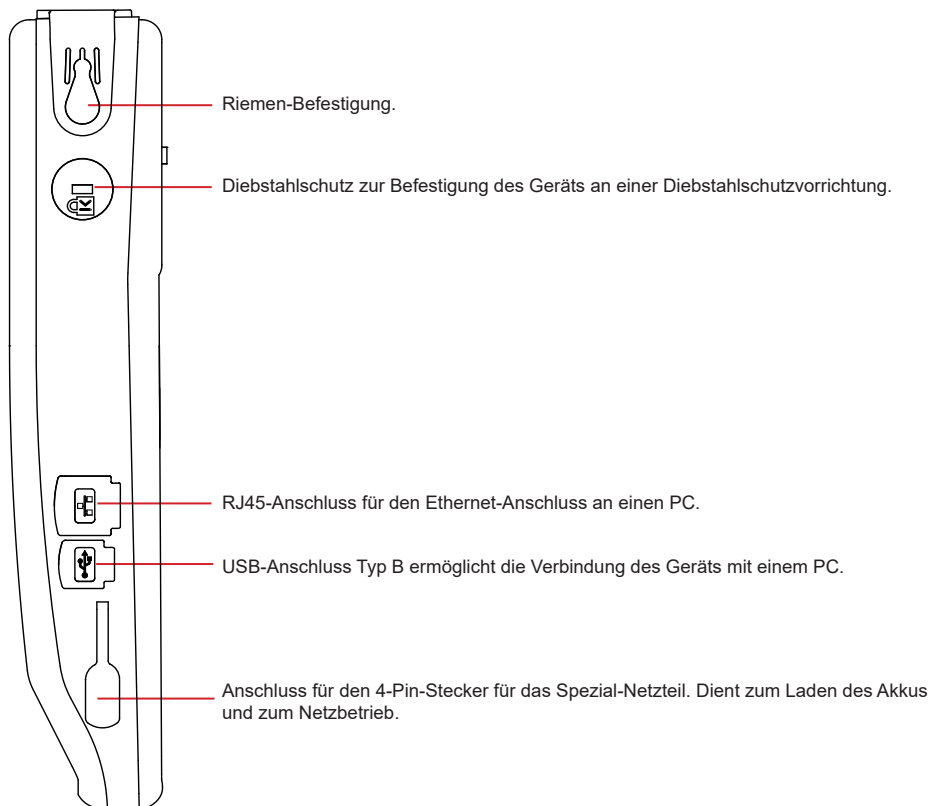 Riemen-Befestigung.
Diebstahlschutz zur Befestigung des Geräts an einer Diebstahlschutzvorrichtung.
RJ45-Anschluss für den Ethernet-Anschluss an einen PC.
USB-Anschluss Typ B ermöglicht die Verbindung des Geräts mit einem PC.
Anschluss für den 4-Pin-Stecker für das Spezial-Netzteil. Dient zum Laden des Akkus
und zum Netzbetrieb.